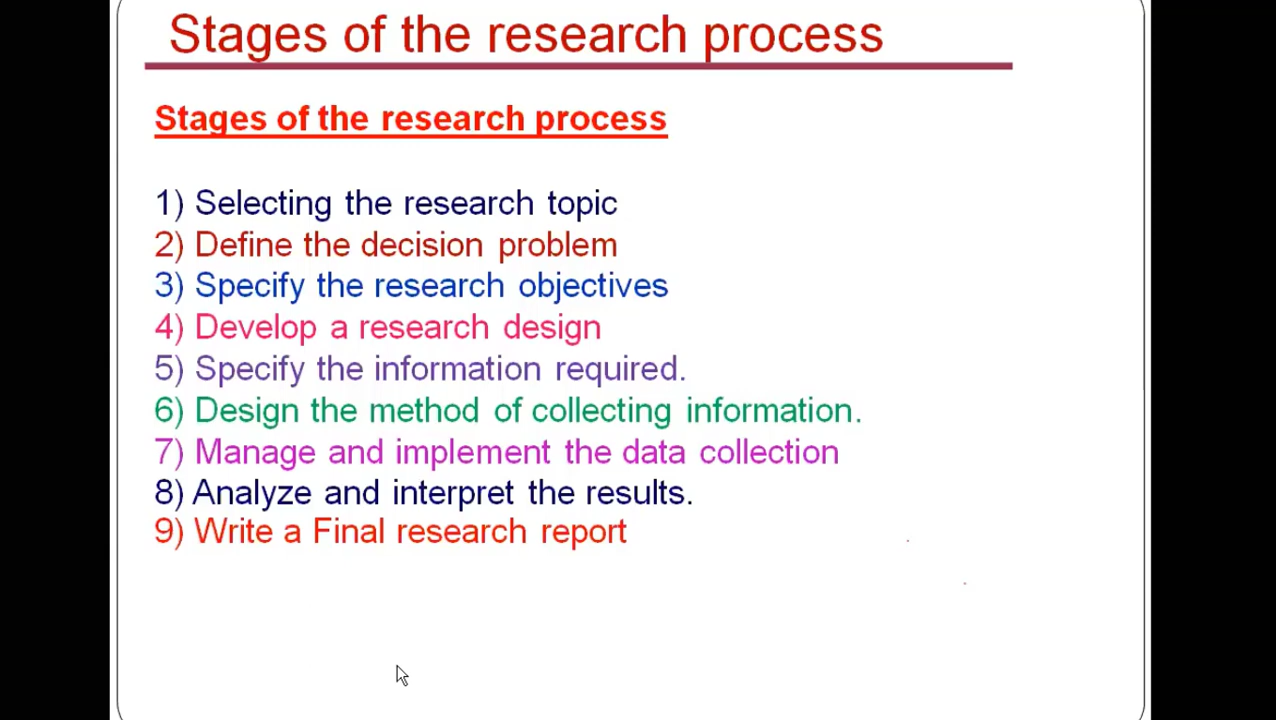 Stages of the research process
Stages of the research process
1) Selecting the research topic
2) Define the decision problem
3) Specify the research objectives
4) Develop a research design
5) Specify the information required.
6) Design the method of collecting information.
7) Manage and implement the data collection
8) Analyze and interpret the results.
9) Write a Final research report